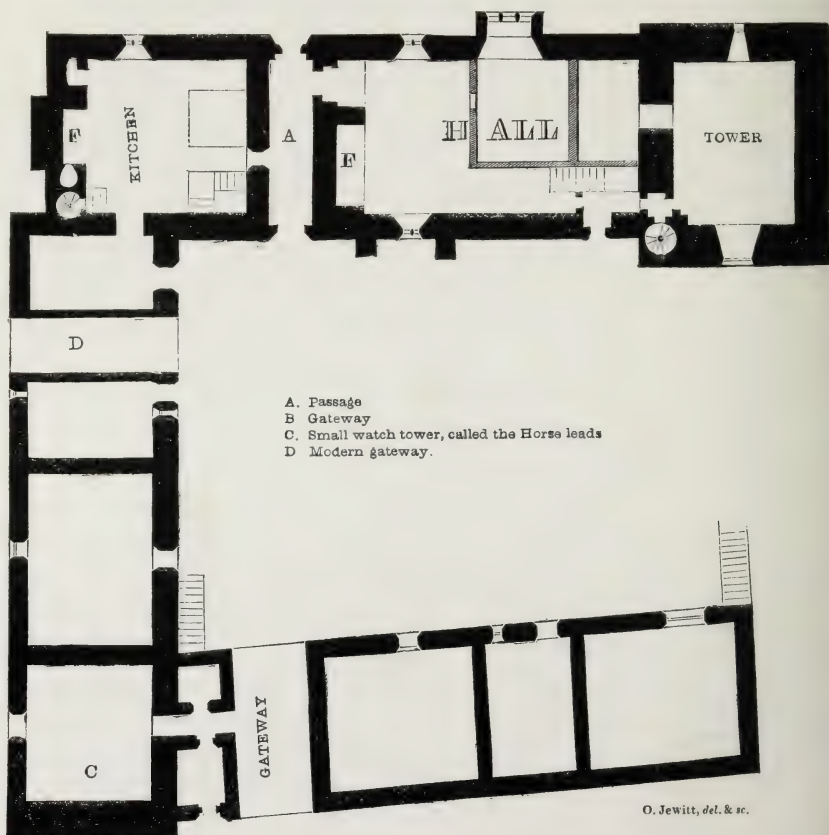 KITCHEN
F
A
F
HALL
TOWER
D
A. Passage
B Gateway
C. Small watch tower, called the Horse leads
D Modern gateway.
GATEWAY
C
O. Jewitt, del. & sc.